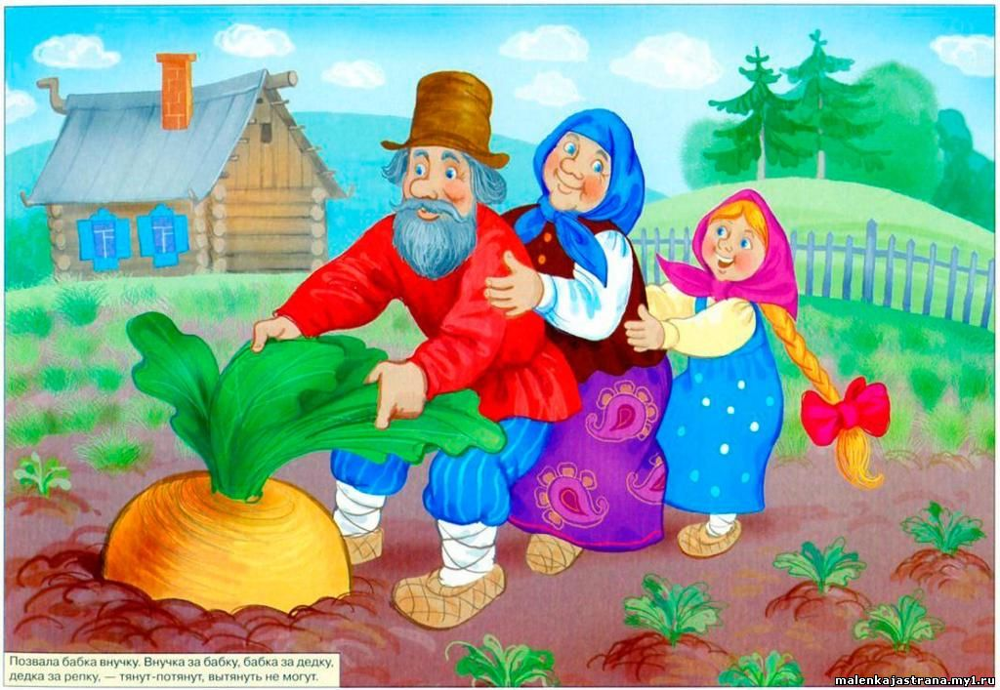 Позвала бабка внучку. Внучка за бабку, бабка за дедку,
дедка за репку, — тянут-потянут, вытянуть не могут.
malenkajastrana.my1.ru